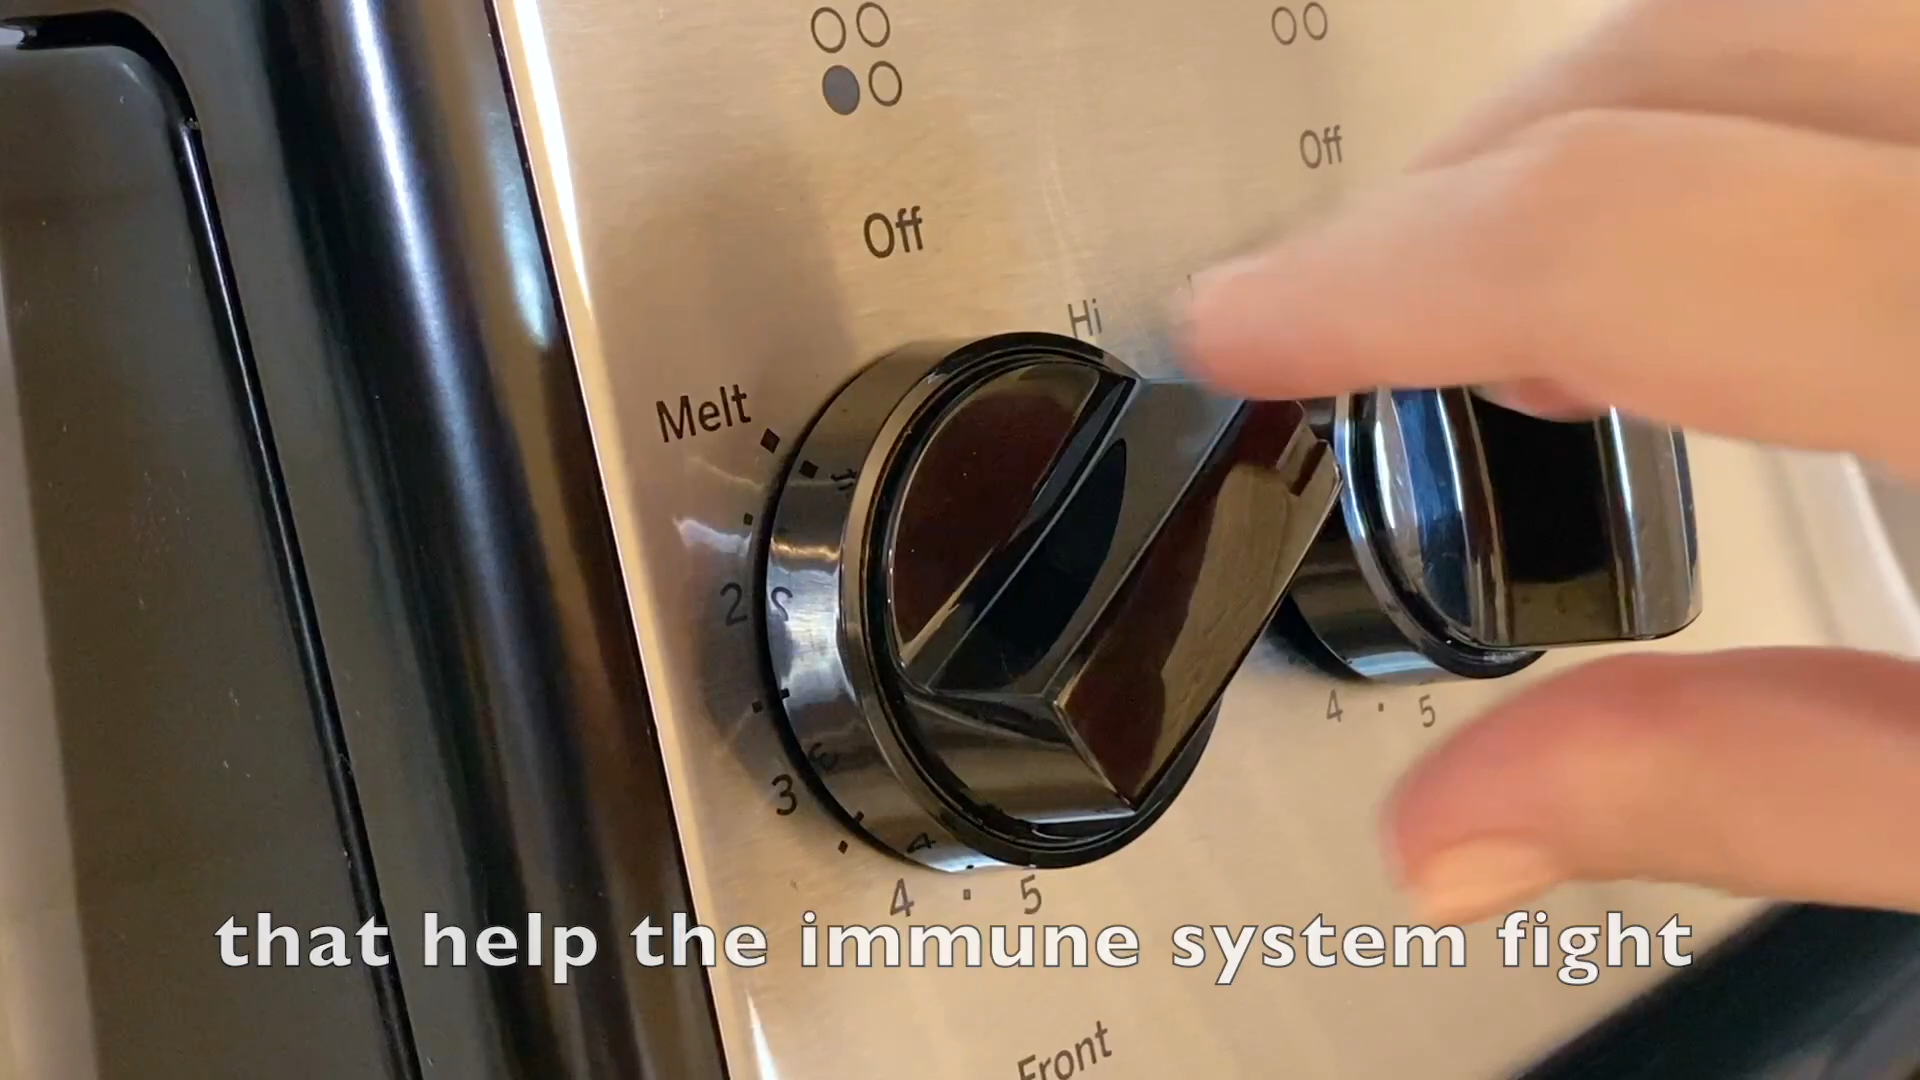 Off
Off
Hi
Melt
2
3
4 · 5
4 · 5
that help the immune system fight
Front